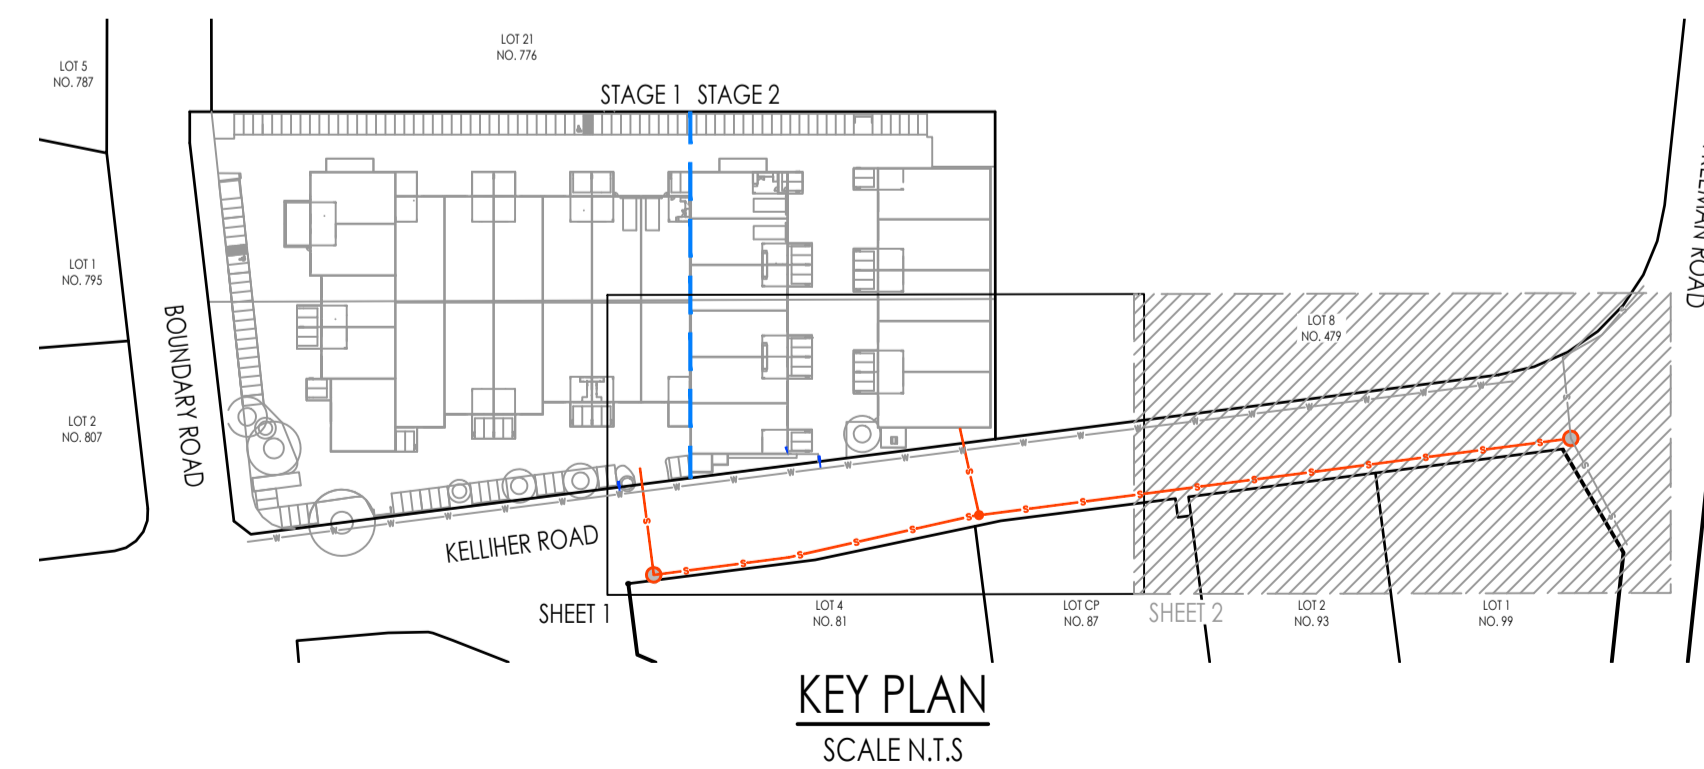 LOT 21
NO. 776
LOT 5
NO. 787
STAGE 1
STAGE 2
LOT 1
NO. 795
BOUNDARY ROAD
LOT 8
NO. 479
ROAD
LOT 2
NO. 807
KELLIHER ROAD
SHEET 1
LOT 4
NO. 81
LOT CP
NO. 87
SHEET 2
LOT 2
NO. 93
LOT 1
NO. 99
KEY PLAN
SCALE N.T.S